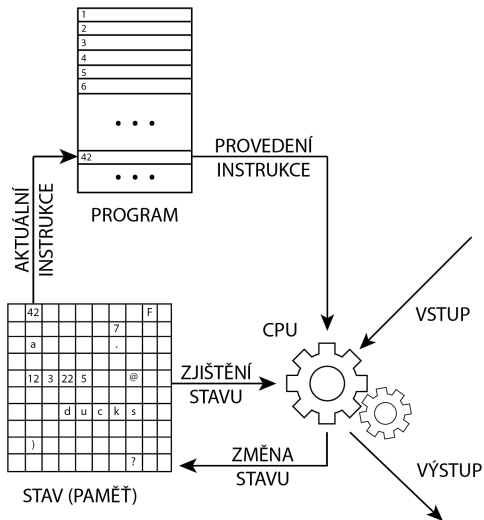 1
2
3
4
5
6
• • •
42
• • •
PROGRAM
PROVEDENÍ
INSTRUKCE
AKTUÁLNÍ
INSTRUKCE
VSTUP
CPU
42 F
7
a .
12 3 22 5 @
d u c k s
)
?
ZJIŠTĚNÍ
STAVU
ZMĚNA
STAVU
VÝSTUP
STAV (PAMĚŤ)